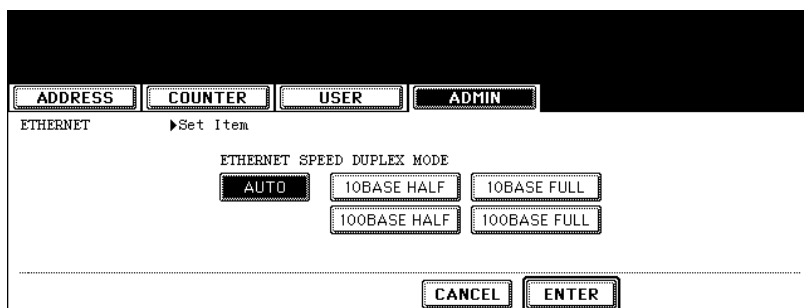 ADDRESS COUNTER USER ADMIN
ETHERNET ▶Set Item
ETHERNET SPEED DUPLEX MODE
AUTO 10BASE HALF 10BASE FULL
100BASE HALF 100BASE FULL
CANCEL ENTER